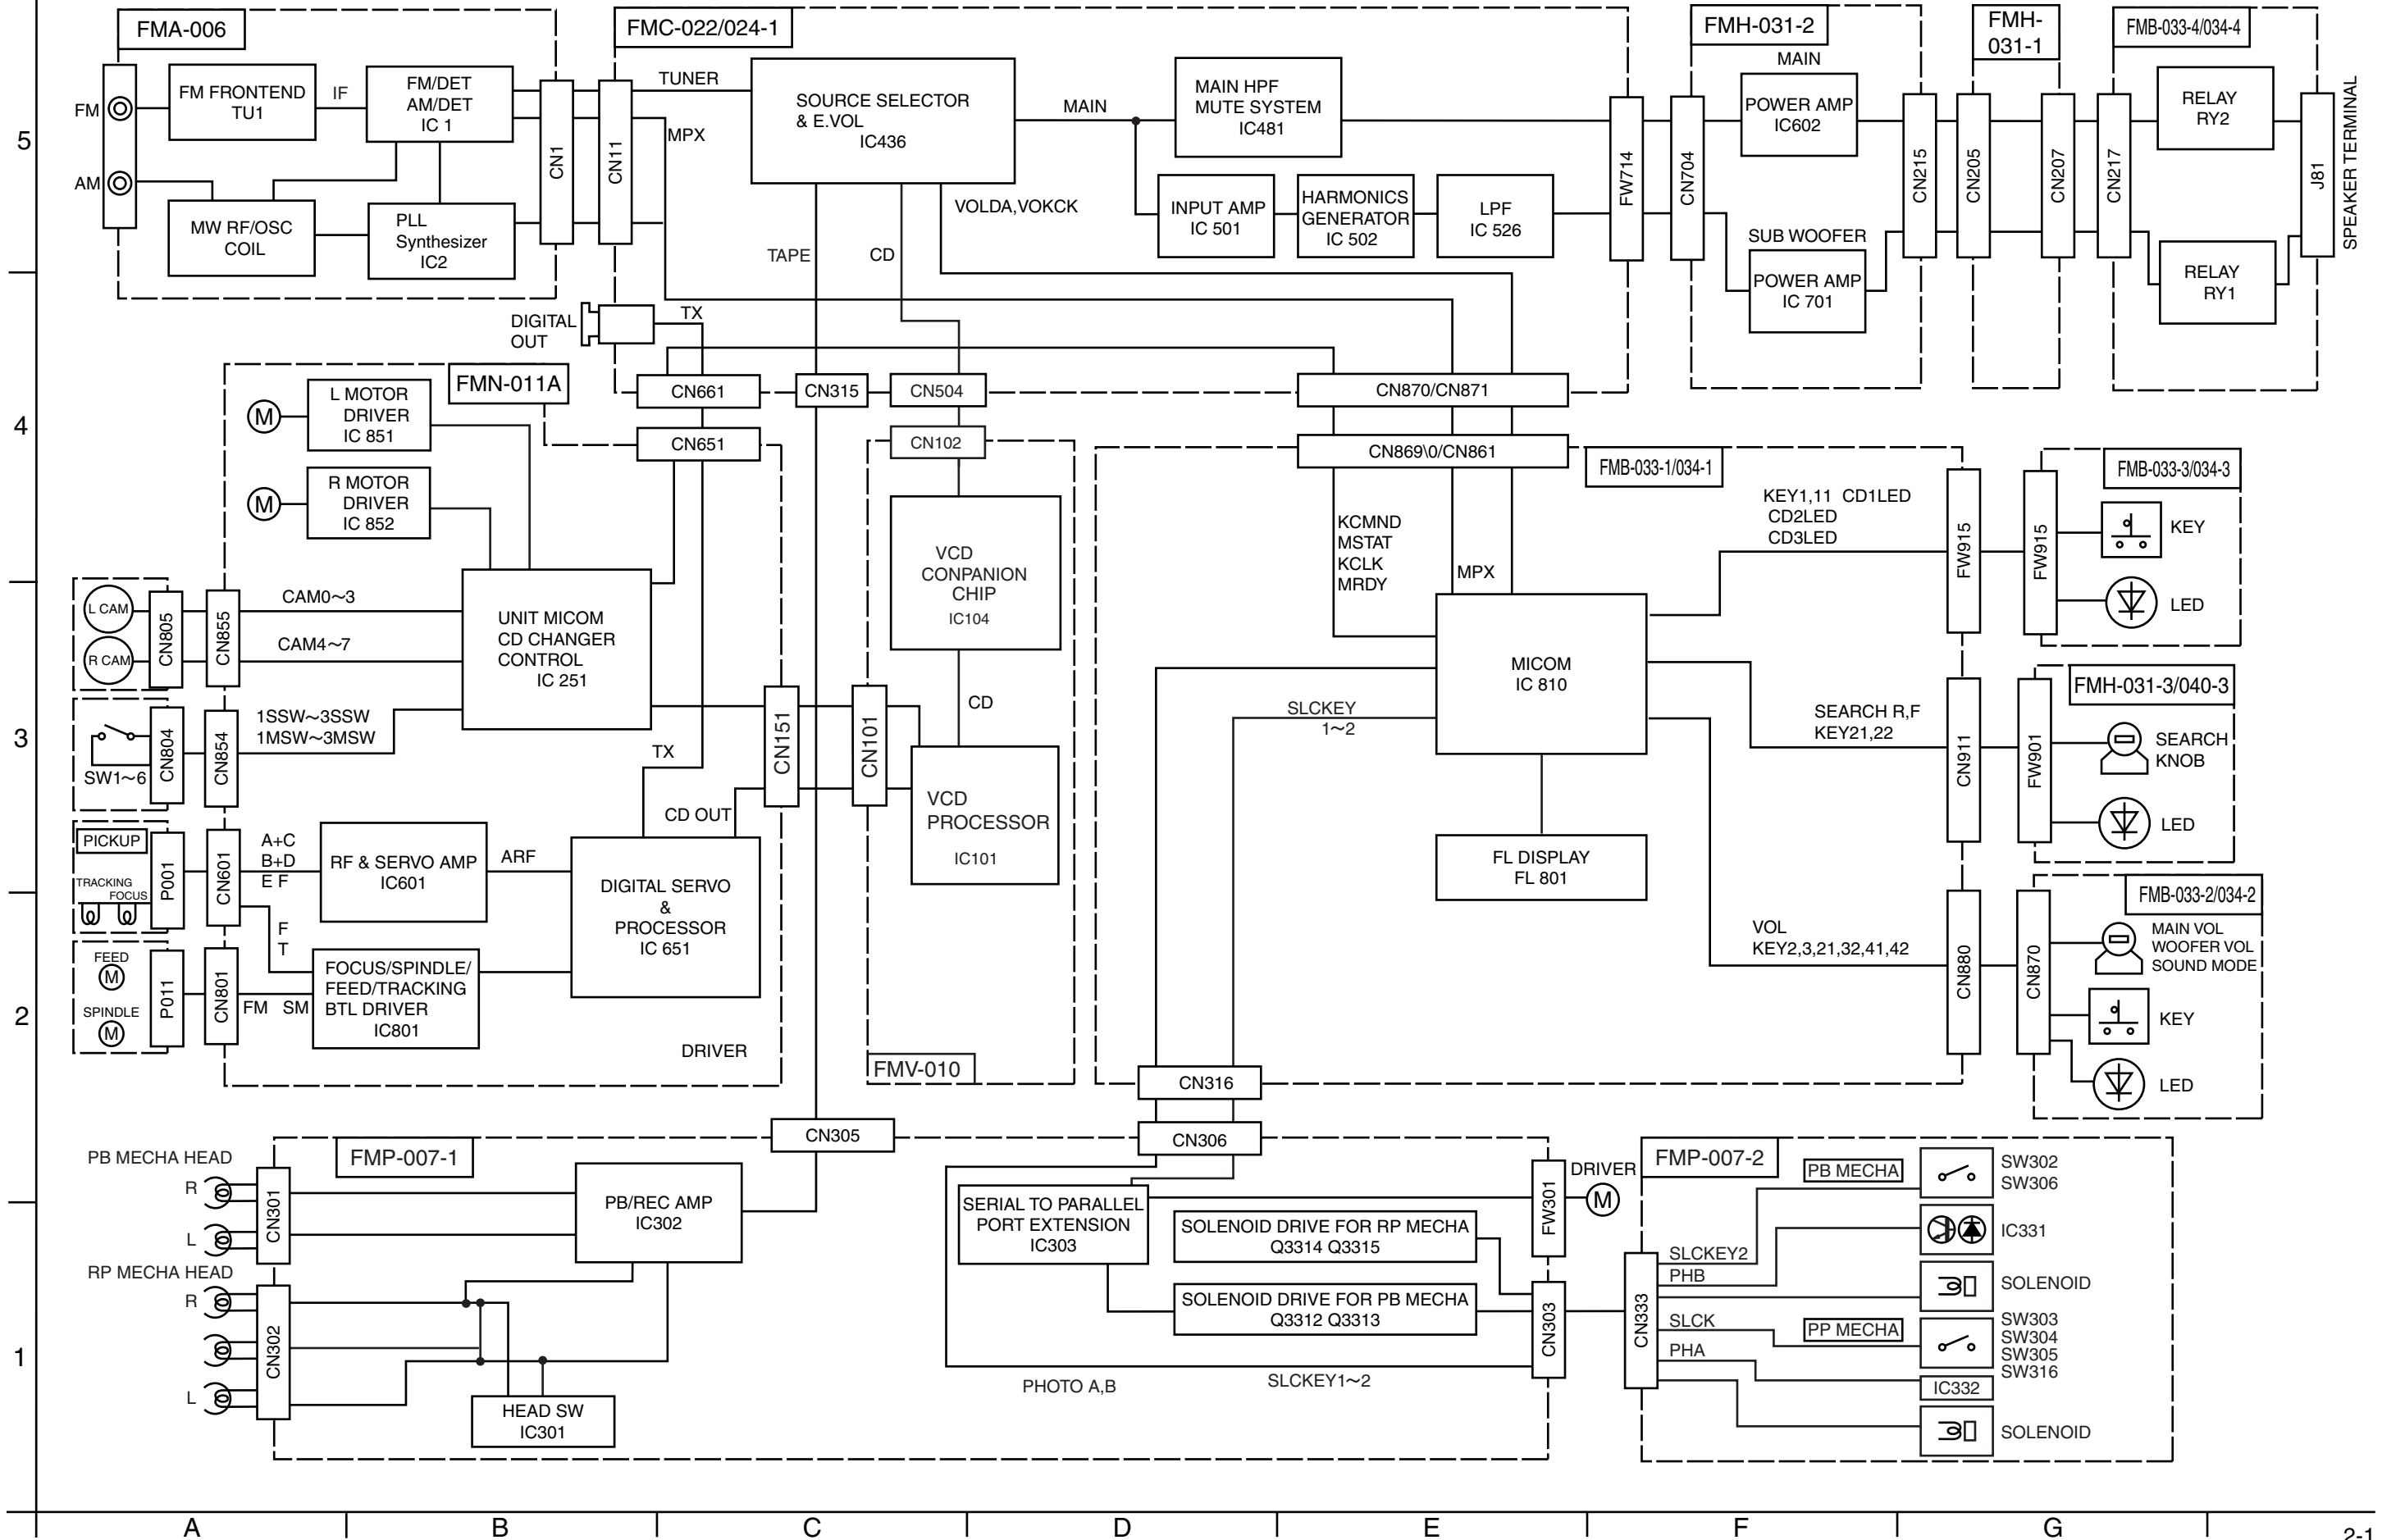 FMA-006
FM
AM
FM FRONTEND
TU1
IF
FM/DET
AM/DET
IC 1
MW RF/OSC
COIL
PLL
Synthesizer
IC2
CN1
FMC-022/024-1
CN11
TUNER
MPX
SOURCE SELECTOR
& E.VOL
IC436
MAIN
MAIN HPF
MUTE SYSTEM
IC481
INPUT AMP
IC 501
HARMONICS
GENERATOR
IC 502
LPF
IC 526
VOLDA,VOKCK
TAPE
CD
FW714
DIGITAL
OUT
TX
CN661
CN315
CN504
CN870/CN871
FMH-031-2
MAIN
CN704
POWER AMP
IC602
SUB WOOFER
POWER AMP
IC 701
CN215
FMH-
031-1
CN205
CN207
FMB-033-4/034-4
CN217
RELAY
RY2
RELAY
RY1
J81
SPEAKER TERMINAL
5
4
3
2
1
FMN-011A
M
L MOTOR
DRIVER
IC 851
M
R MOTOR
DRIVER
IC 852
CN651
L CAM
R CAM
CN805
CN855
CAM0~3
CAM4~7
UNIT MICOM
CD CHANGER
CONTROL
IC 251
SW1~6
CN804
CN854
1SSW~3SSW
1MSW~3MSW
PICKUP
TRACKING
FOCUS
P001
CN601
A+C
B+D
E F
RF & SERVO AMP
IC601
ARF
F
T
FEED
M
SPINDLE
M
P011
CN801
FM SM
FOCUS/SPINDLE/
FEED/TRACKING
BTL DRIVER
IC801
TX
CD OUT
DIGITAL SERVO
&
PROCESSOR
IC 651
DRIVER
CN151
CN102
VCD
CONPANION
CHIP
IC104
CD
CN101
VCD
PROCESSOR
IC101
FMV-010
CN869\0/CN861
FMB-033-1/034-1
KCMND
MSTAT
KCLK
MRDY
MPX
MICOM
IC 810
SLCKEY
1~2
FL DISPLAY
FL 801
KEY1,11 CD1LED
CD2LED
CD3LED
SEARCH R,F
KEY21,22
VOL
KEY2,3,21,32,41,42
FW915
CN911
CN880
CN316
FMB-033-3/034-3
FW915
KEY
LED
FMH-031-3/040-3
FW901
SEARCH
KNOB
LED
FMB-033-2/034-2
CN870
MAIN VOL
WOOFER VOL
SOUND MODE
KEY
LED
CN305
CN306
FMP-007-1
PB MECHA HEAD
R
L
CN301
RP MECHA HEAD
R
L
CN302
PB/REC AMP
IC302
HEAD SW
IC301
SERIAL TO PARALLEL
PORT EXTENSION
IC303
SOLENOID DRIVE FOR RP MECHA
Q3314 Q3315
SOLENOID DRIVE FOR PB MECHA
Q3312 Q3313
PHOTO A,B
SLCKEY1~2
FW301
CN303
DRIVER
M
FMP-007-2
CN333
SLCKEY2
PHB
SLCK
PHA
PB MECHA
SW302
SW306
IC331
SOLENOID
PP MECHA
SW303
SW304
SW305
SW316
IC332
SOLENOID
A
B
C
D
E
F
G
2-1